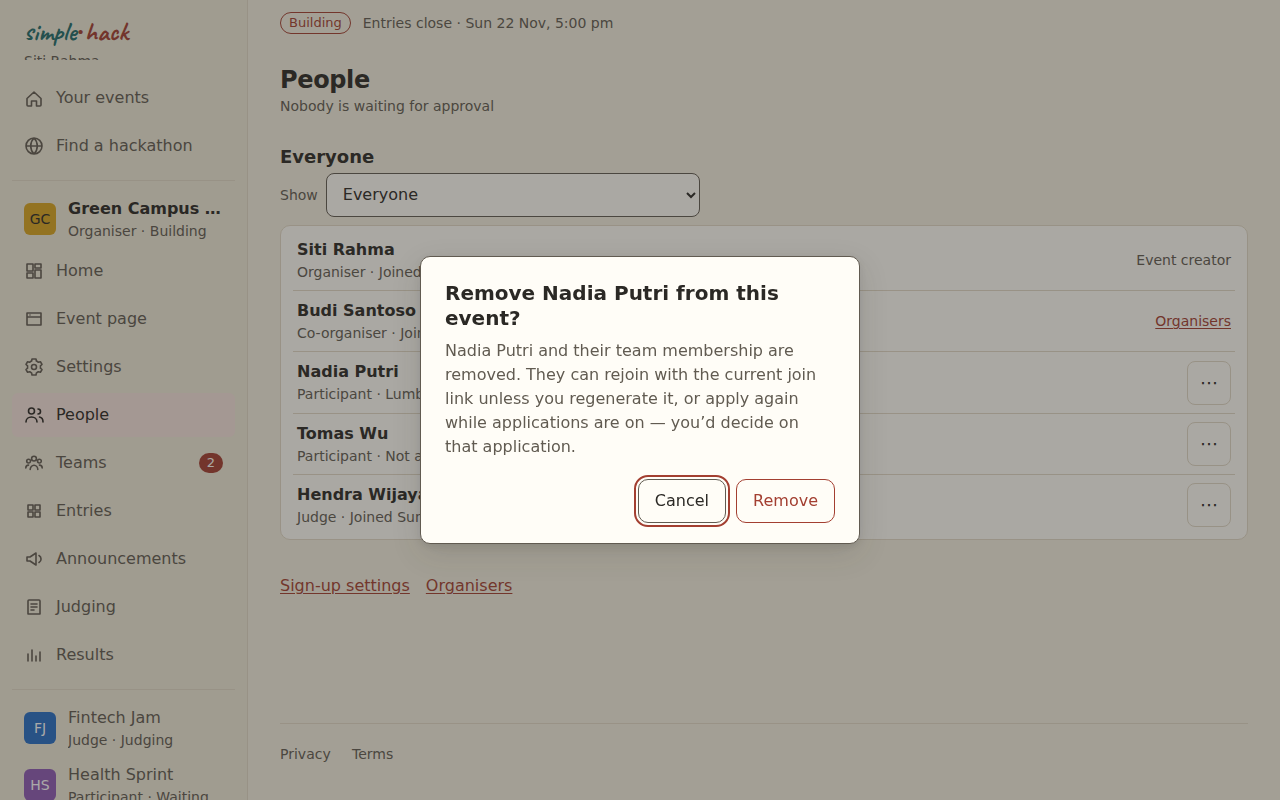 simple·hack
Siti Rahma
Your events
Find a hackathon
GC
Green Campus ...
Organiser · Building
Home
Event page
Settings
People
Teams
2
Entries
Announcements
Judging
Results
FJ
Fintech Jam
Judge · Judging
HS
Health Sprint
Participant · Waiting
Building
Entries close · Sun 22 Nov, 5:00 pm
People
Nobody is waiting for approval
Everyone
Show
Everyone
Siti Rahma
Organiser · Joined
Event creator
Budi Santoso
Co-organiser ·
Organisers
Nadia Putri
Participant ·
Tomas Wu
Participant · Not
Hendra
Judge · Joined Sun
Remove Nadia Putri from this
event?
Nadia Putri and their team membership are
removed. They can rejoin with the current join
link unless you regenerate it, or apply again
while applications are on — you’d decide on
that application.
Cancel
Remove
Sign-up settings
Organisers
Privacy
Terms